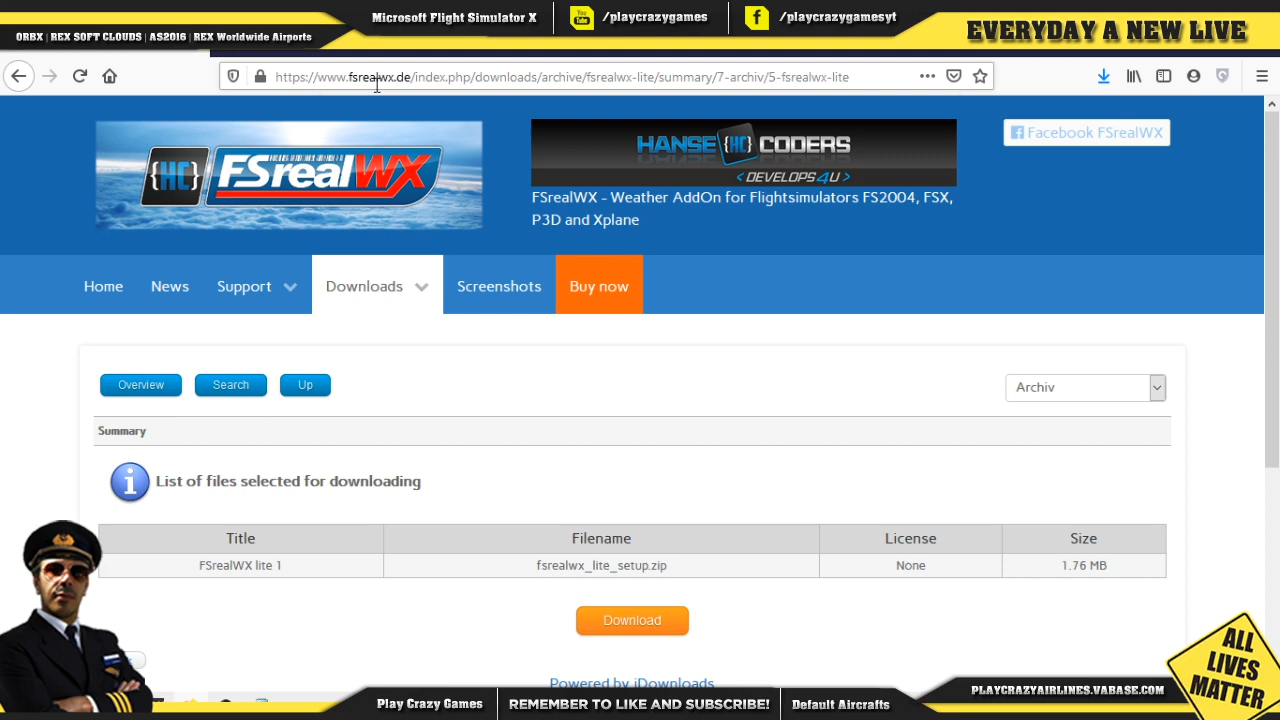 ORBX | REX SOFT CLOUDS | AS2016 | REX Worldwide Airports
Microsoft Flight Simulator X
You Tube /playcrazygames
f /playcrazygamesyt
EVERYDAY A NEW LIVE
https://www.fsrealwx.de/index.php/downloads/archive/fsrealwx-lite/summary/7-archiv/5-fsrealwx-lite
{HC} FSrealWX
HANSE {HC} CODERS
< DEVELOPS4U >
Facebook FSrealWX
FSrealWX - Weather AddOn for Flightsimulators FS2004, FSX,
P3D and Xplane
Home News Support Downloads Screenshots Buy now
Overview Search Up Archiv
Summary
List of files selected for downloading
Title Filename License Size
FSrealWX lite 1 fsrealwx_lite_setup.zip None 1.76 MB
Download
Powered by jDownloads
ALL
LIVES
MATTER
Play Crazy Games
REMEMBER TO LIKE AND SUBSCRIBE!
Default Aircrafts
PLAYCRAZYAIRLINES.VABASE.COM